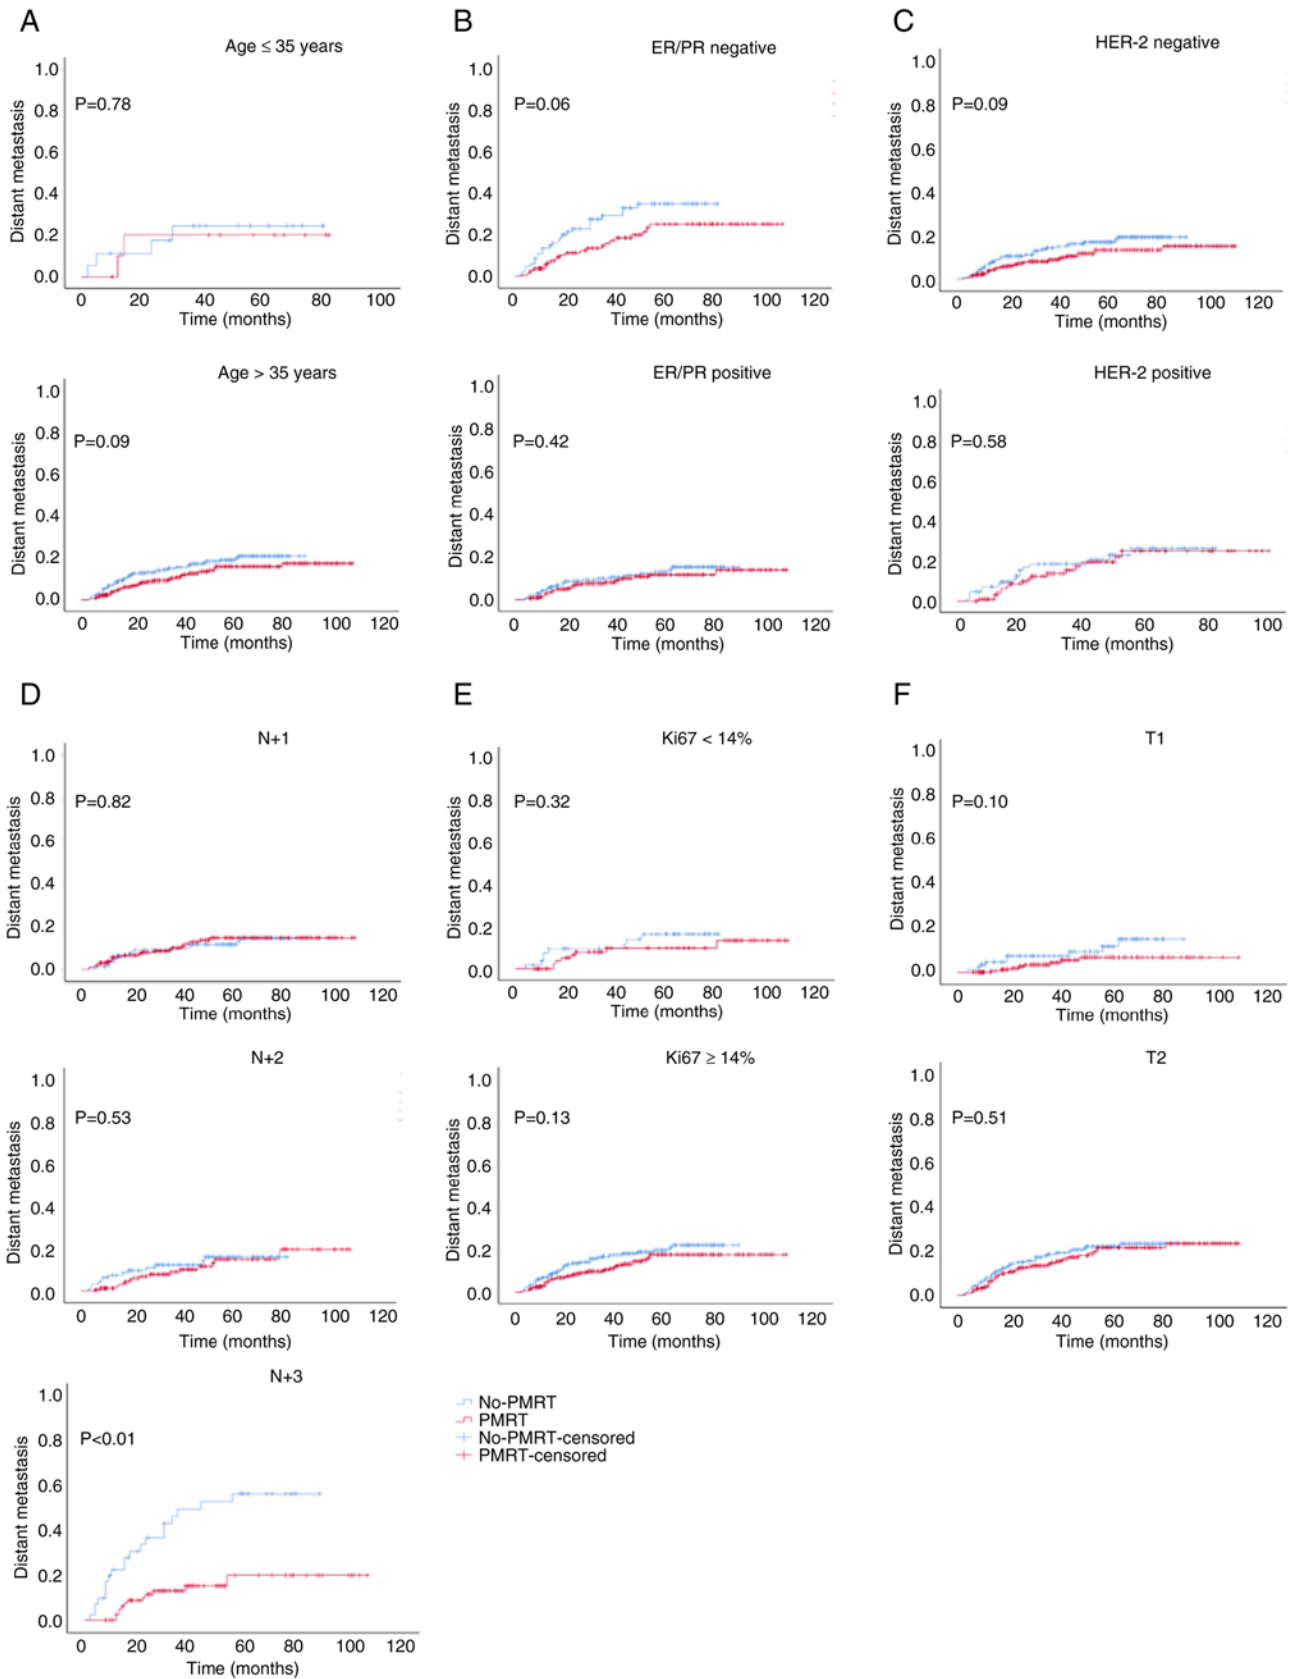 A
Age ≤ 35 years
P=0.78
Distant metastasis
1.0
0.8
0.6
0.4
0.2
0.0
0 20 40 60 80 100
Time (months)
Age > 35 years
P=0.09
Distant metastasis
1.0
0.8
0.6
0.4
0.2
0.0
0 20 40 60 80 100 120
Time (months)
B
ER/PR negative
P=0.06
Distant metastasis
1.0
0.8
0.6
0.4
0.2
0.0
0 20 40 60 80 100 120
Time (months)
ER/PR positive
P=0.42
Distant metastasis
1.0
0.8
0.6
0.4
0.2
0.0
0 20 40 60 80 100 120
Time (months)
C
HER-2 negative
P=0.09
Distant metastasis
1.0
0.8
0.6
0.4
0.2
0.0
0 20 40 60 80 100 120
Time (months)
HER-2 positive
P=0.58
Distant metastasis
1.0
0.8
0.6
0.4
0.2
0.0
0 20 40 60 80 100
Time (months)
D
N+1
P=0.82
Distant metastasis
1.0
0.8
0.6
0.4
0.2
0.0
0 20 40 60 80 100 120
Time (months)
N+2
P=0.53
Distant metastasis
1.0
0.8
0.6
0.4
0.2
0.0
0 20 40 60 80 100 120
Time (months)
N+3
P<0.01
Distant metastasis
1.0
0.8
0.6
0.4
0.2
0.0
0 20 40 60 80 100 120
Time (months)
E
Ki67 < 14%
P=0.32
Distant metastasis
1.0
0.8
0.6
0.4
0.2
0.0
0 20 40 60 80 100 120
Time (months)
Ki67 ≥ 14%
P=0.13
Distant metastasis
1.0
0.8
0.6
0.4
0.2
0.0
0 20 40 60 80 100 120
Time (months)
No-PMRT
PMRT
No-PMRT-censored
PMRT-censored
F
T1
P=0.10
Distant metastasis
1.0
0.8
0.6
0.4
0.2
0.0
0 20 40 60 80 100 120
Time (months)
T2
P=0.51
Distant metastasis
1.0
0.8
0.6
0.4
0.2
0.0
0 20 40 60 80 100 120
Time (months)